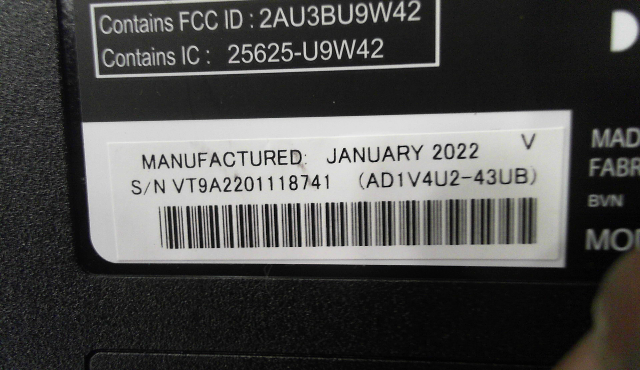 Contains FCC ID : 2AU3BU9W42
Contains IC : 25625-U9W42
MANUFACTURED: JANUARY 2022 V
S/N VT9A2201118741 (AD1V4U2-43UB)
MAD
FABR
BVN
MO